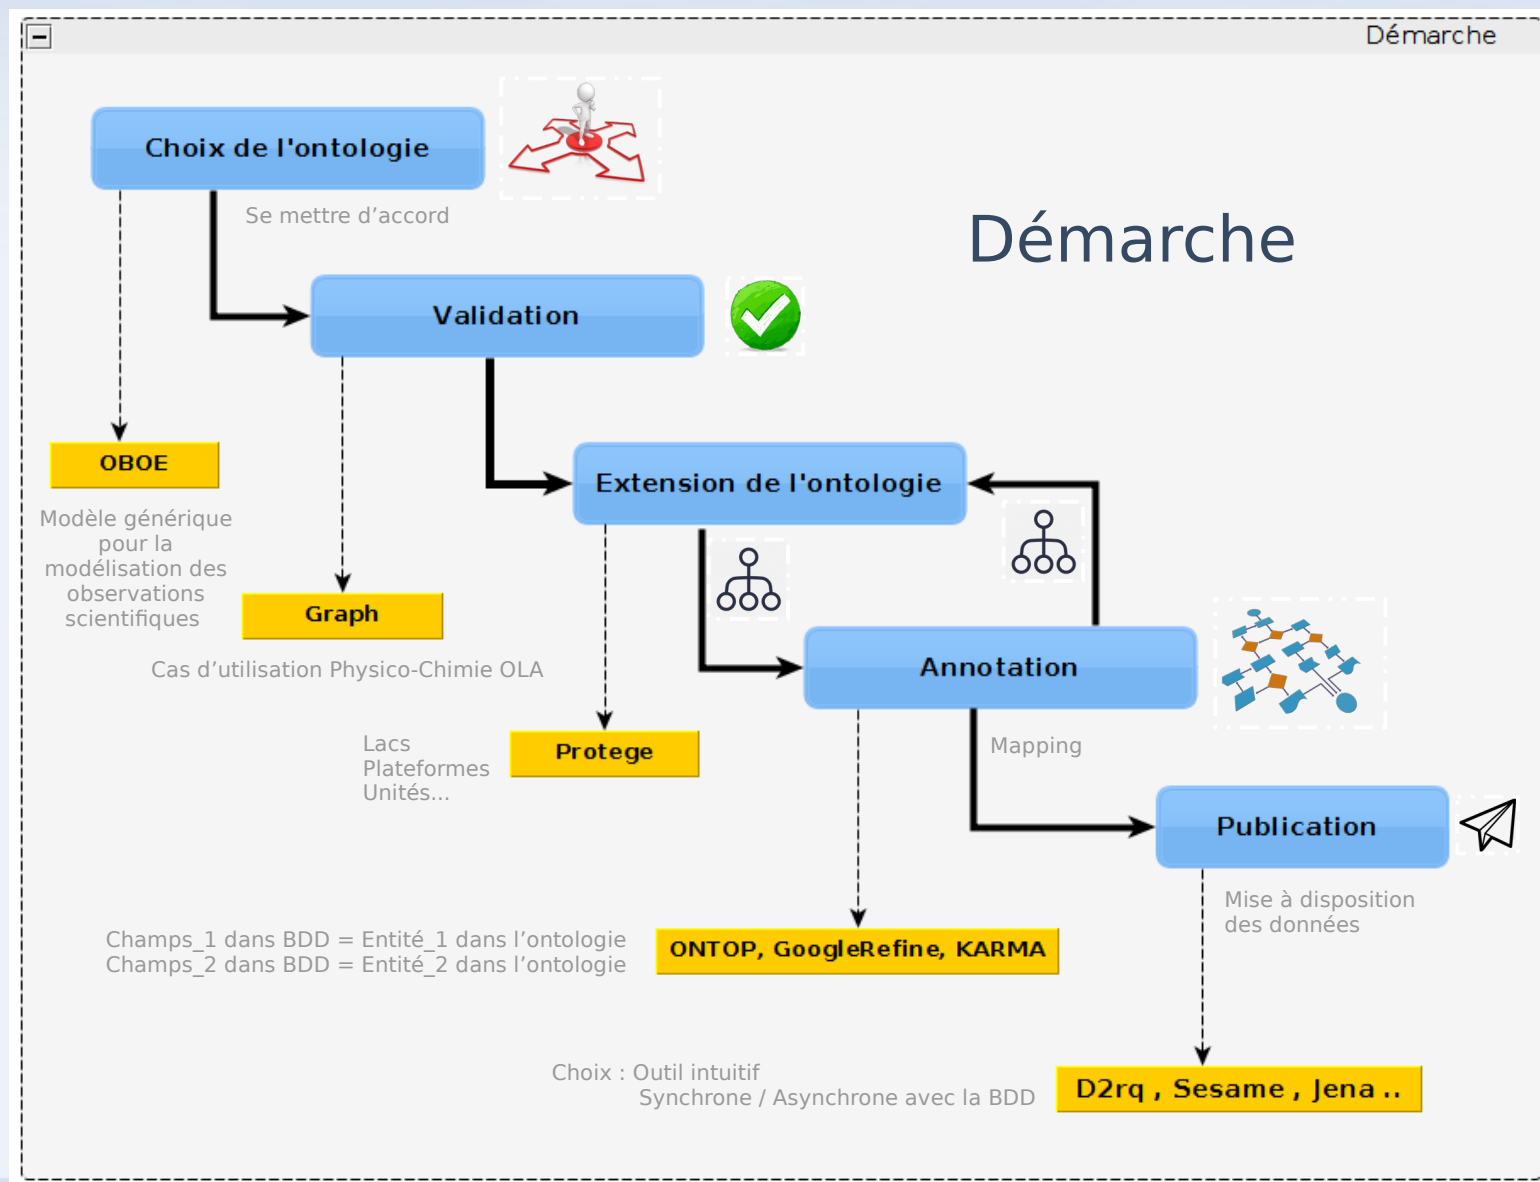 Démarche
Choix de l'ontologie
Se mettre d’accord
Démarche
Validation
Extension de l'ontologie
OBOE
Modèle générique
pour la
modélisation des
observations
scientifiques
Graph
Cas d’utilisation Physico-Chimie OLA
Annotation
Mapping
Lacs
Plateformes
Unités...
Protege
Publication
Mise à disposition
des données
Champs_1 dans BDD = Entité_1 dans l’ontologie
Champs_2 dans BDD = Entité_2 dans l’ontologie
ONTOP, GoogleRefine, KARMA
Choix : Outil intuitif
Synchrone / Asynchrone avec la BDD
D2rq , Sesame , Jena ..